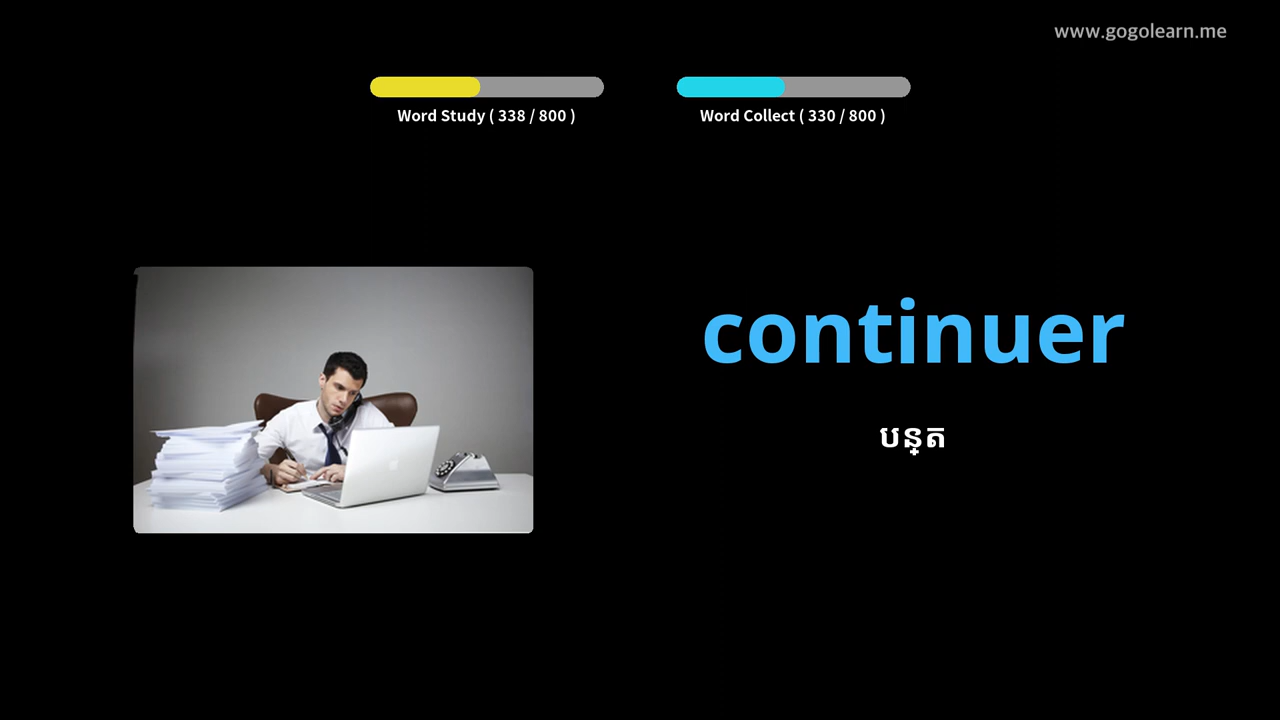 www.gogolearn.me
Word Study ( 338 / 800 )
Word Collect ( 330 / 800 )
continuer
បន្ត